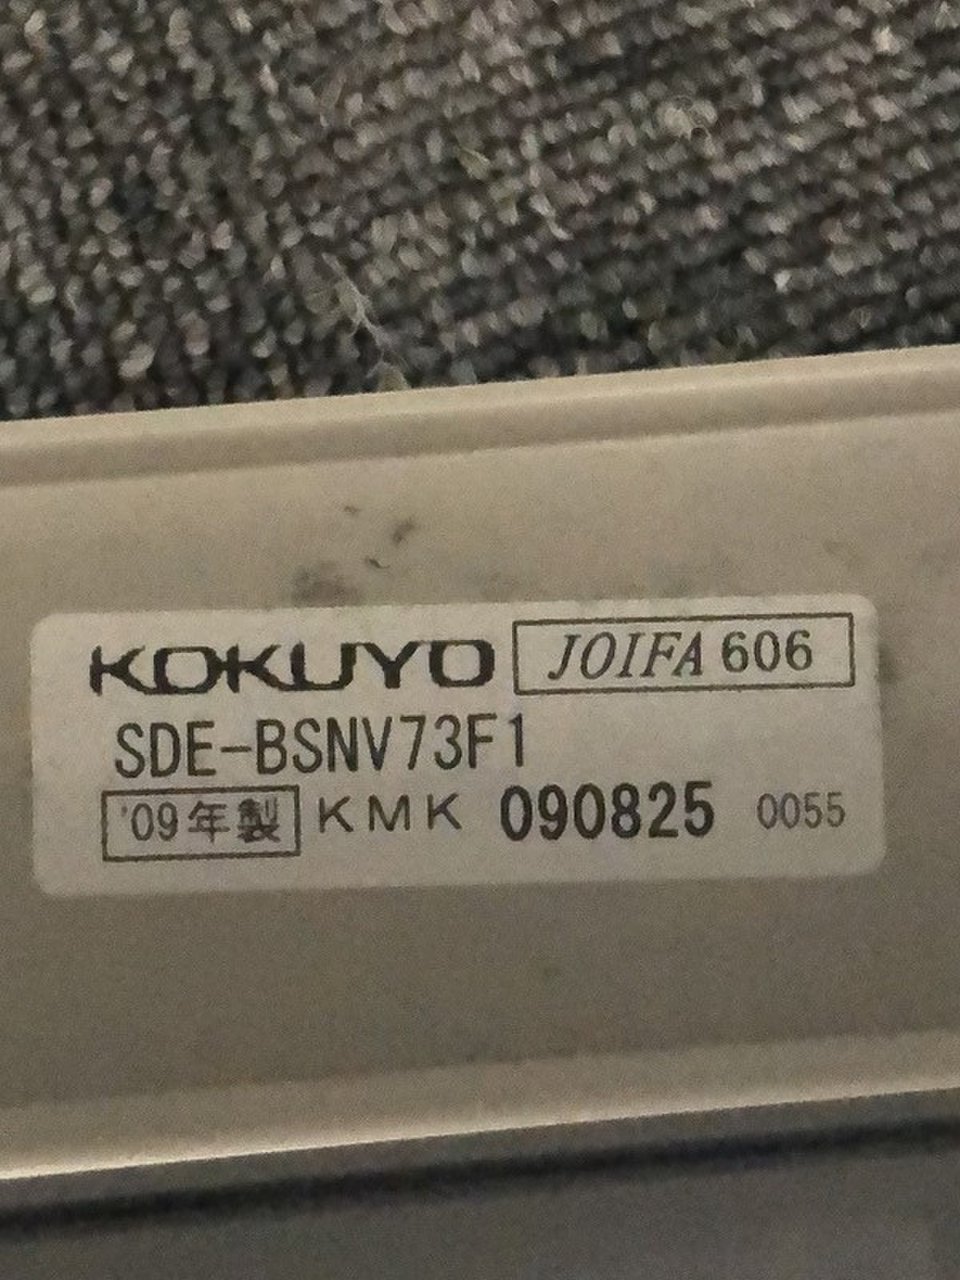 KOKUYO JOIFA 606
SDE-BSNV73F1
'09年製 KMK 090825 0055